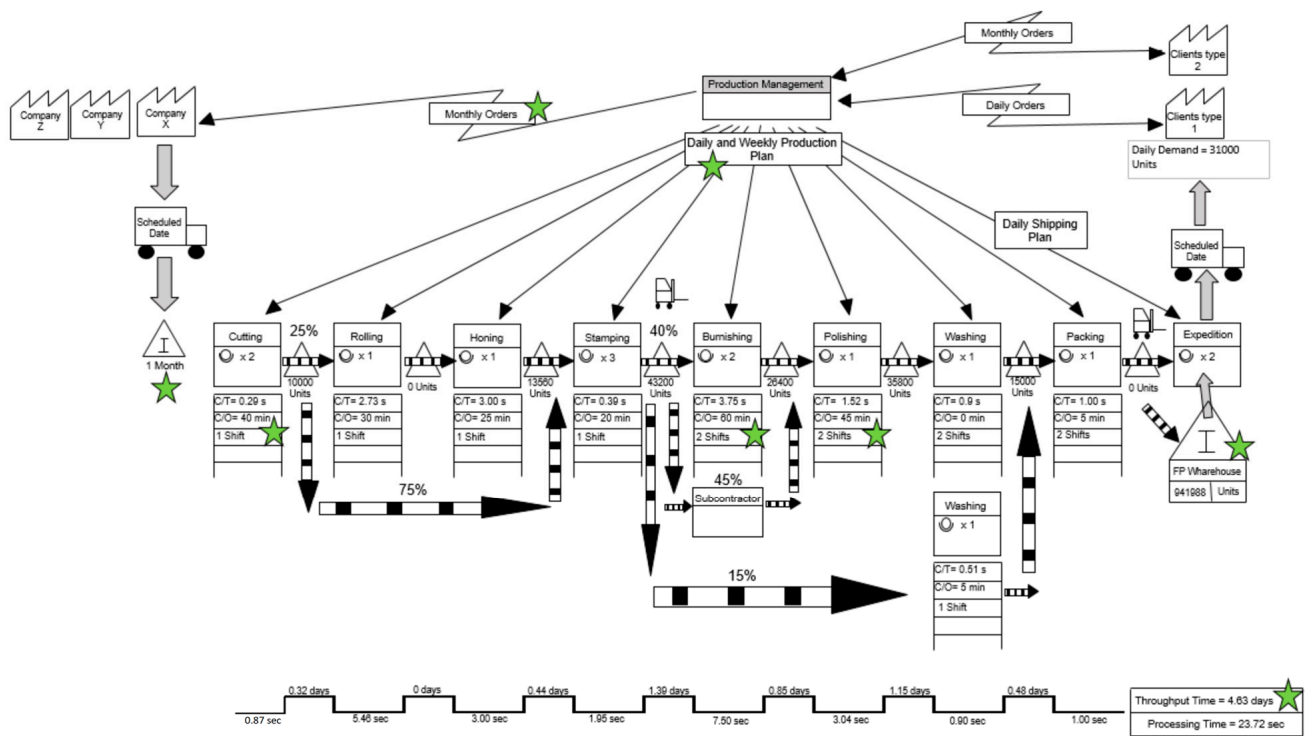 Monthly Orders
Clients type
2
Production Management
Company
Z
Company
Y
Company
X
Monthly Orders
Daily Orders
Clients type
1
Daily and Weekly Production
Plan
Daily Demand = 31000
Units
Scheduled
Date
Daily Shipping
Plan
Scheduled
Date
Cutting
x 2
25%
Rolling
x 1
Honing
x 1
Stamping
x 3
40%
Burnishing
x 2
Polishing
x 1
Washing
x 1
Packing
x 1
Expedition
x 2
I
1 Month
10000
Units
0 Units
13560
Units
43200
Units
26400
Units
35800
Units
15000
Units
0 Units
C/T= 0.29 s
C/O= 40 min
1 Shift
C/T= 2.73 s
C/O= 30 min
1 Shift
C/T= 3.00 s
C/O= 25 min
1 Shift
C/T= 0.39 s
C/O= 20 min
1 Shift
C/T= 3.75 s
C/O= 60 min
2 Shifts
C/T= 1.52 s
C/O= 45 min
2 Shifts
C/T= 0.9 s
C/O= 0 min
2 Shifts
C/T= 1.00 s
C/O= 5 min
2 Shifts
I
FP Wharehouse
941988 Units
75%
45%
Subcontractor
Washing
x 1
15%
C/T= 0.51 s
C/O= 5 min
1 Shift
0.32 days
0 days
0.44 days
1.39 days
0.85 days
1.15 days
0.48 days
0.87 sec
5.46 sec
3.00 sec
1.95 sec
7.50 sec
3.04 sec
0.90 sec
1.00 sec
Throughput Time = 4.63 days
Processing Time = 23.72 sec